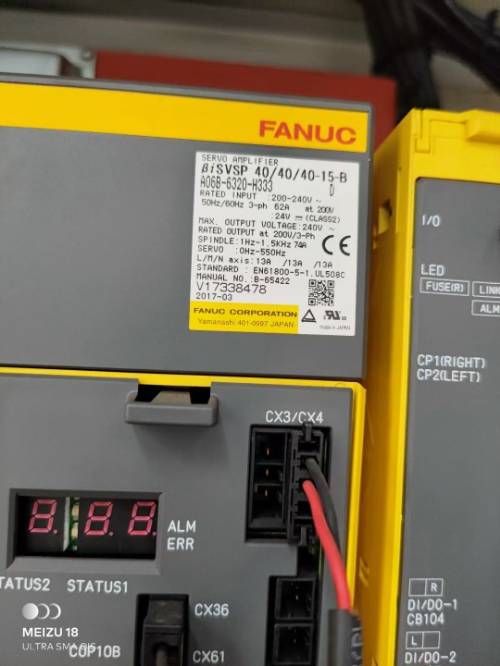 FANUC
SERVO AMPLIFIER
βiSVSP 40/40/40-15-B
A06B-6320-H333 D
RATED INPUT :200-240V~
50Hz/60Hz 3-ph 62A at 200V
:24V ⎓ (CLASS2)
MAX. OUTPUT VOLTAGE:240V~
RATED OUTPUT at 200V/3-Ph
SPINDLE:1Hz-1.5KHz 74A
SERVO :0Hz-550Hz
L/M/N axis:13A /13A /13A
STANDARD : EN61800-5-1,UL508C
MANUAL NO.:B-65422
V17338478
2017-03
CE
FANUC CORPORATION
Yamanashi 401-0597 JAPAN
MADE IN JAPAN
I/O
LED
FUSE(R) LINK
ALM
CP1(RIGHT)
CP2(LEFT)
CX3/CX4
8.8.8
ALM
ERR
TATUS2 STATUS1
CX36
COP10B
CX61
R
DI/DO-1
CB104
L
DI/DO-2
MEIZU 18